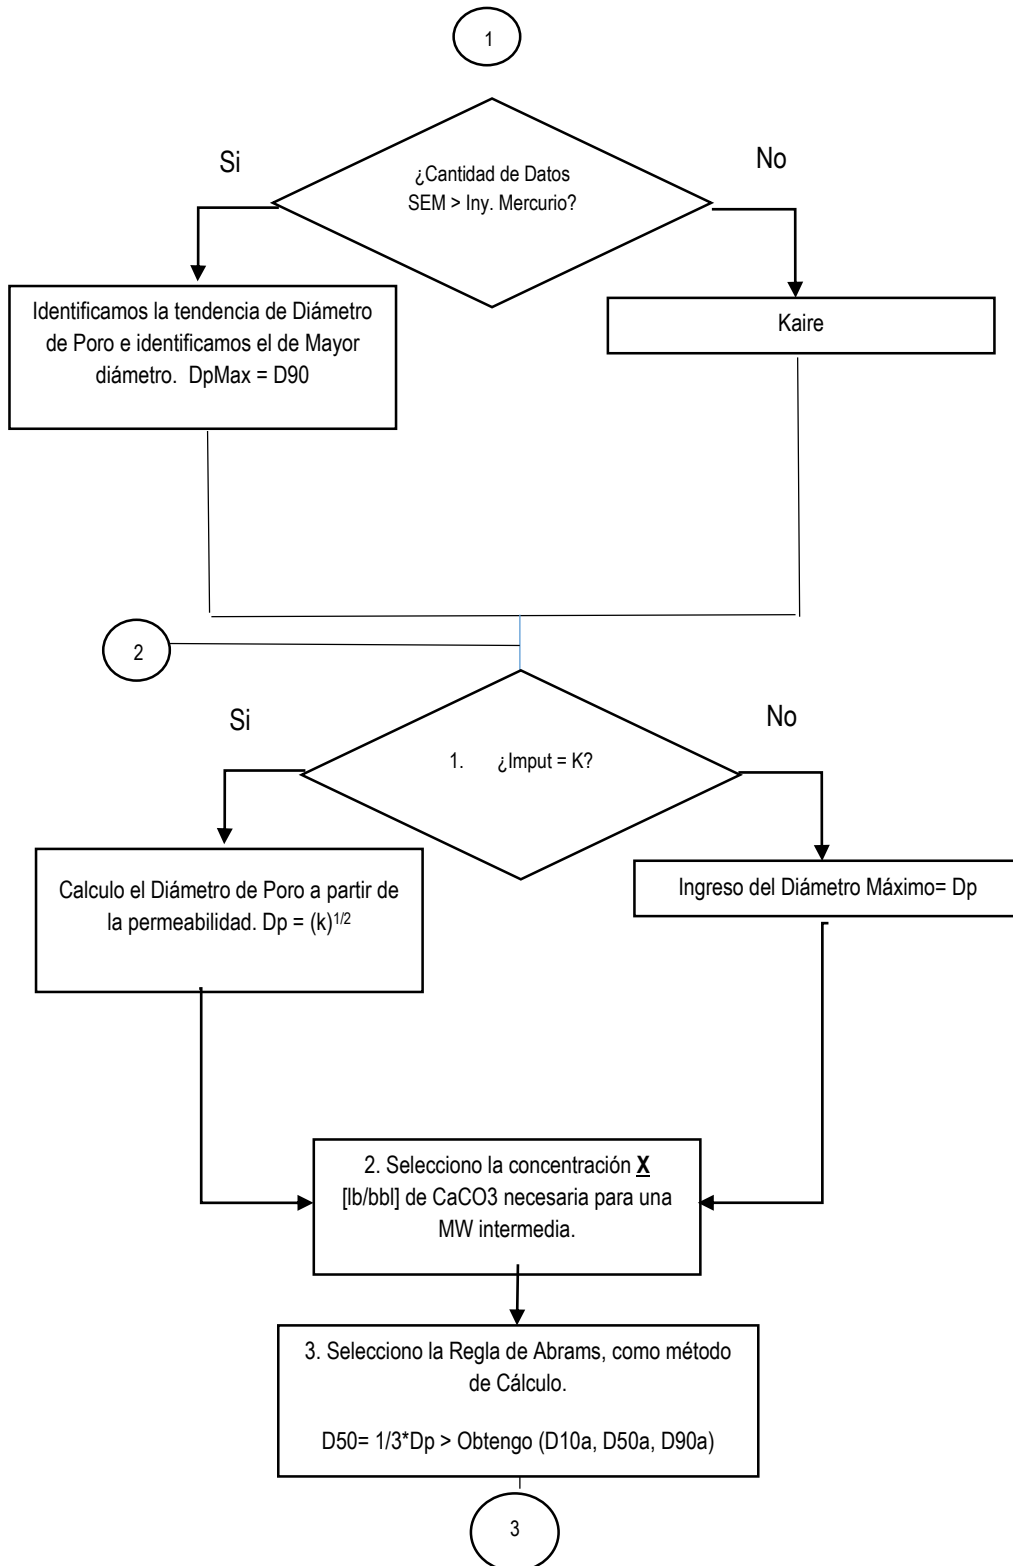 1
Si
No
¿Cantidad de Datos
SEM > Iny. Mercurio?
Identificamos la tendencia de Diámetro
de Poro e identificamos el de Mayor
diámetro. DpMax = D90
Kaire
2
Si
No
1. ¿Imput = K?
Calculo el Diámetro de Poro a partir de
la permeabilidad. Dp = (k)^1/2
Ingreso del Diámetro Máximo= Dp
2. Selecciono la concentración X
[lb/bbl] de CaCO3 necesaria para una
MW intermedia.
3. Selecciono la Regla de Abrams, como método
de Cálculo.
D50= 1/3*Dp > Obtengo (D10a, D50a, D90a)
3